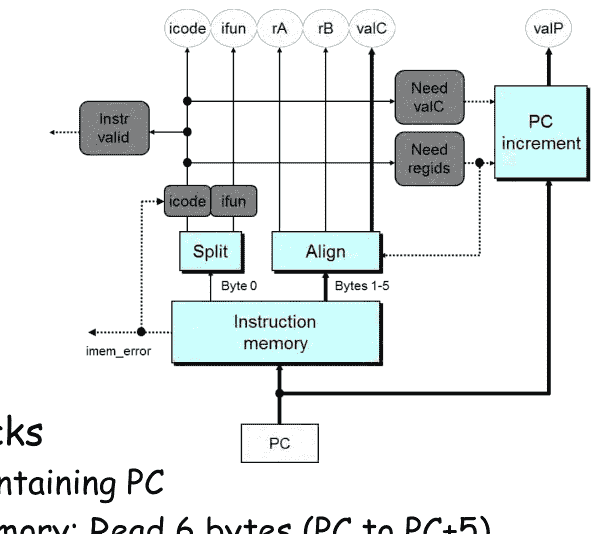 icode ifun rA rB valC valP
Need
valC
Instr
valid
PC
increment
Need
regids
icode ifun
Split
Align
Byte 0
Bytes 1-5
Instruction
memory
imem_error
PC
cks
ntaining PC
mory: Read 6 bytes (PC to PC+5)